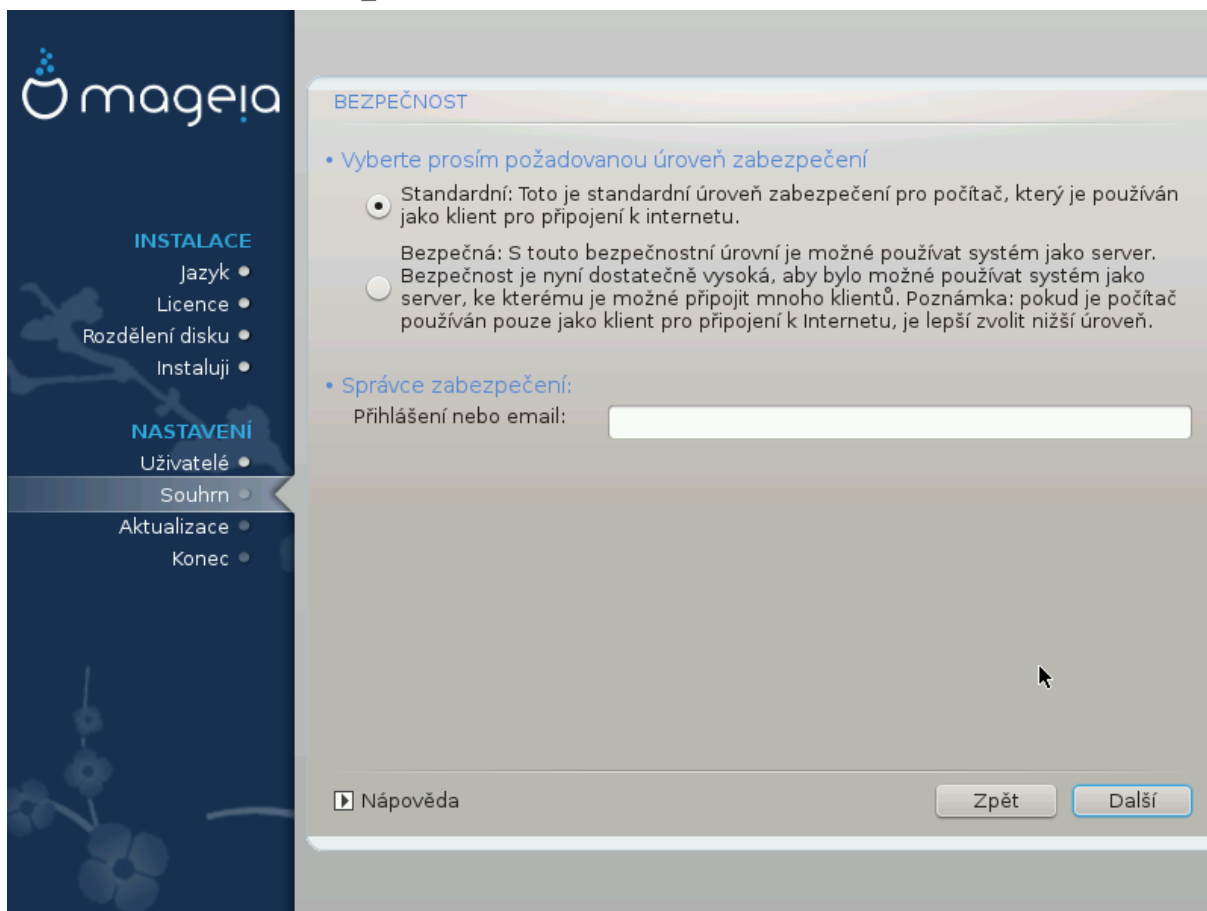 mageia
INSTALACE
Jazyk
Licence
Rozdělení disku
Instaluji
NASTAVENÍ
Uživatelé
Souhrn
Aktualizace
Konec
BEZPEČNOST
• Vyberte prosím požadovanou úroveň zabezpečení
Standardní: Toto je standardní úroveň zabezpečení pro počítač, který je používán
jako klient pro připojení k internetu.
Bezpečná: S touto bezpečnostní úrovní je možné používat systém jako server.
Bezpečnost je nyní dostatečně vysoká, aby bylo možné používat systém jako
server, ke kterému je možné připojit mnoho klientů. Poznámka: pokud je počítač
používán pouze jako klient pro připojení k Internetu, je lepší zvolit nižší úroveň.
• Správce zabezpečení:
Přihlášení nebo email:
Nápověda
Zpět
Další